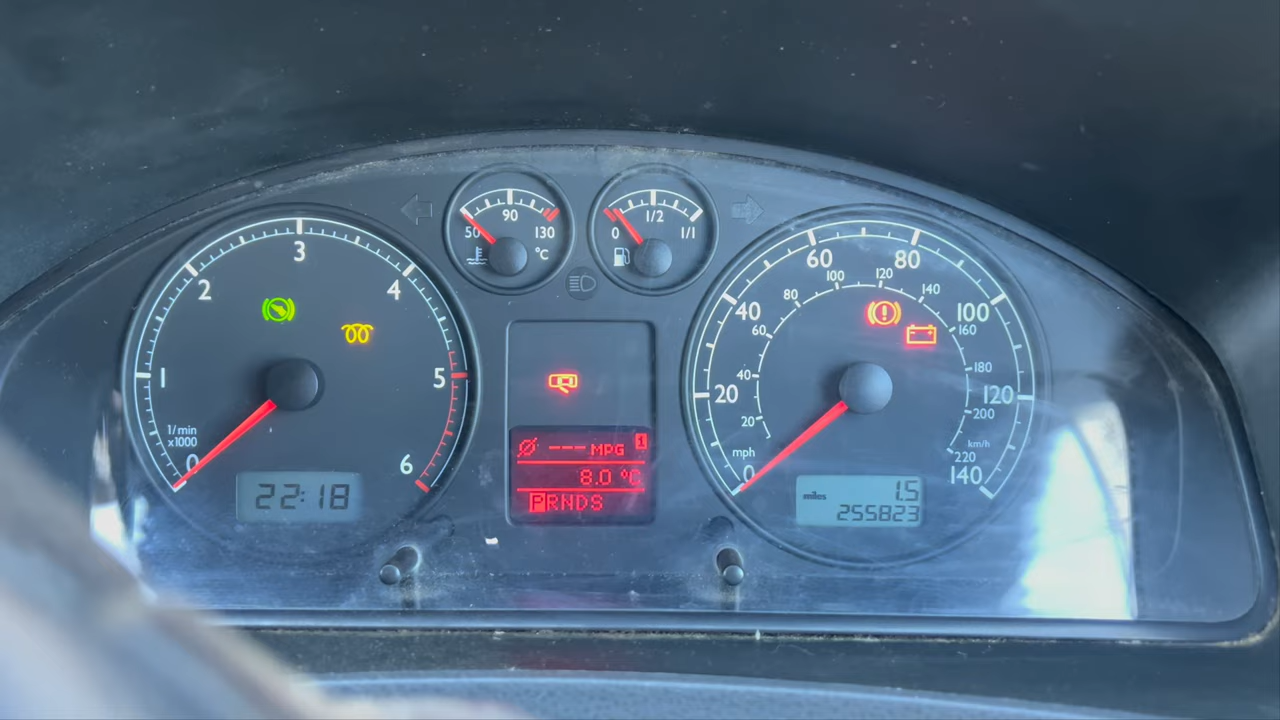 50 90 130 °C
0 1/2 1/1
0 1 2 3 4 5 6
1/min
x1000
22:18
--- MPG 1
8.0 °C
PRNDS
0 20 40 60 80 100 120 140
mph
20 40 60 80 100 120 140 160 180 200 220
km/h
miles 1.5
255823